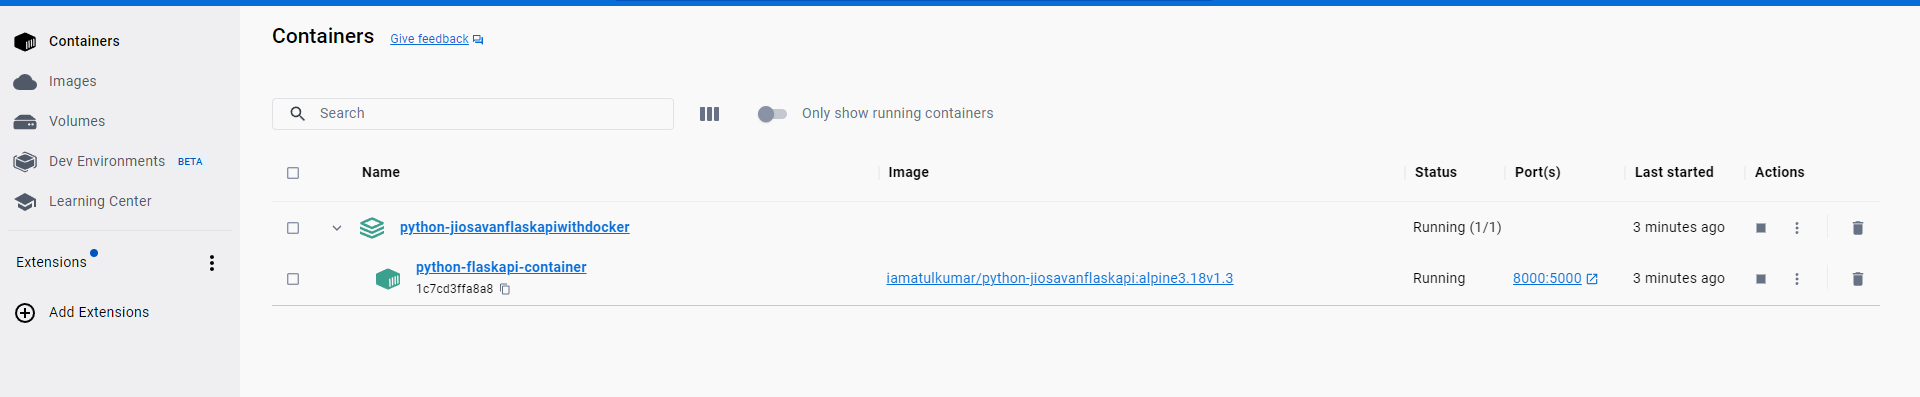 Containers
Images
Volumes
Dev Environments BETA
Learning Center
Extensions
Add Extensions
Containers Give feedback
Search
Only show running containers
Name Image Status Port(s) Last started Actions
python-jiosavanflaskapiwithdocker Running (1/1) 3 minutes ago
python-flaskapi-container
1c7cd3ffa8a8
iamatulkumar/python-jiosavanflaskapi:alpine3.18v1.3 Running 8000:5000 3 minutes ago